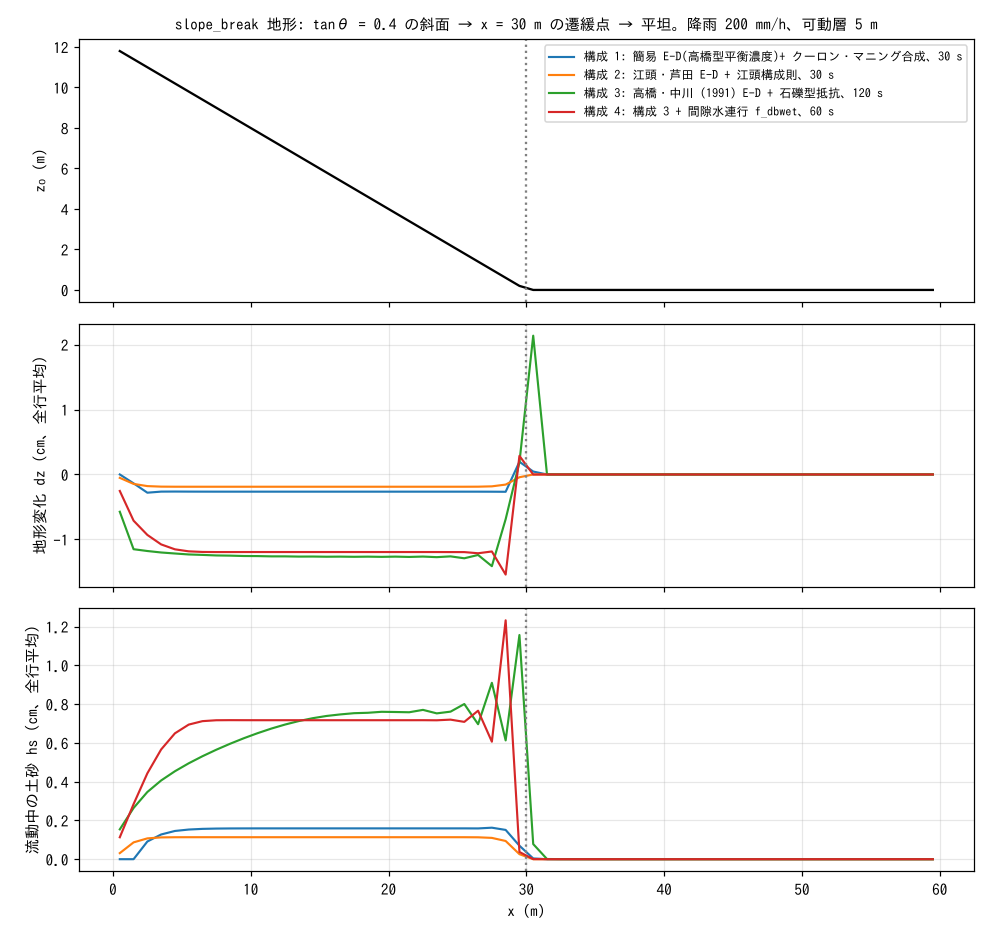 slope_break 地形: tanθ = 0.4 の斜面 → x = 30 m の遷緩点 → 平坦。降雨 200 mm/h、可動層 5 m
構成 1: 簡易 E-D(高橋型平衡濃度)+ クーロン・マニング合成、30 s
構成 2: 江頭・芦田 E-D + 江頭構成則、30 s
構成 3: 高橋・中川 (1991) E-D + 石礫型抵抗、120 s
構成 4: 構成 3 + 間隙水連行 f_dbwet、60 s
z₀ (m)
12
10
8
6
4
2
0
地形変化 dz (cm、全行平均)
2
1
0
−1
流動中の土砂 hs (cm、全行平均)
1.2
1.0
0.8
0.6
0.4
0.2
0.0
0 10 20 30 40 50 60
x (m)